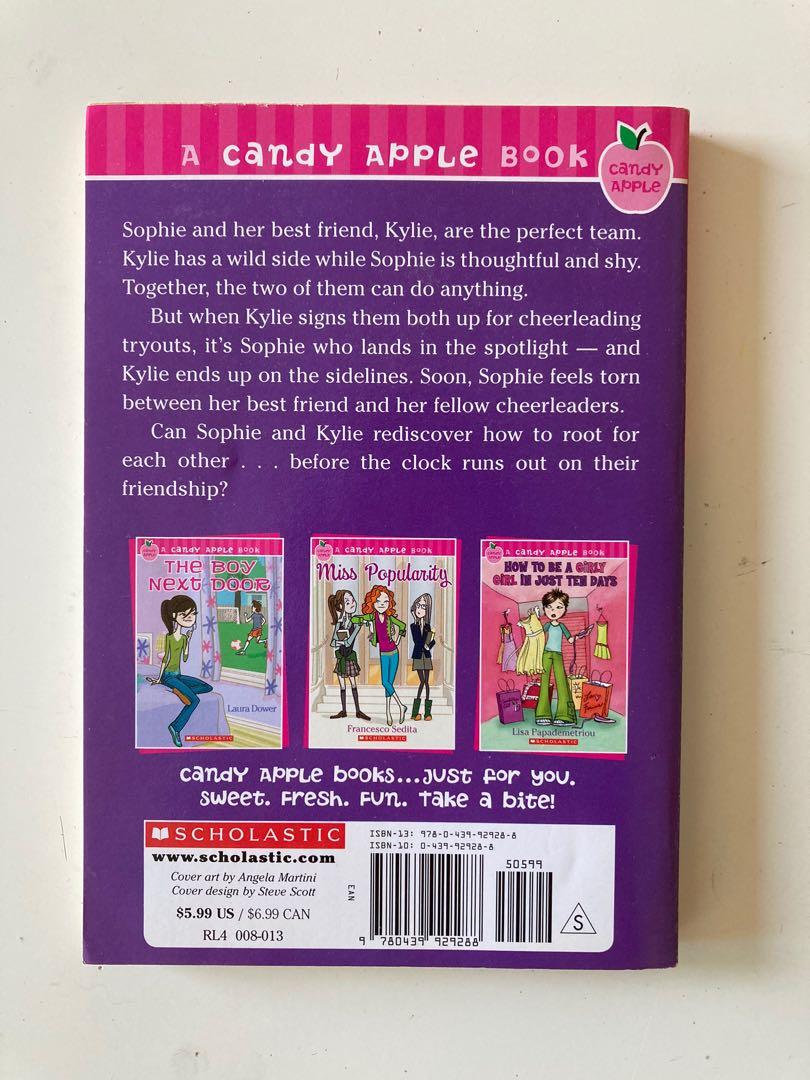 A CANDY APPLE BOOK
CANDY
APPLE
Sophie and her best friend, Kylie, are the perfect team.
Kylie has a wild side while Sophie is thoughtful and shy.
Together, the two of them can do anything.
But when Kylie signs them both up for cheerleading
tryouts, it's Sophie who lands in the spotlight — and
Kylie ends up on the sidelines. Soon, Sophie feels torn
between her best friend and her fellow cheerleaders.
Can Sophie and Kylie rediscover how to root for
each other . . . before the clock runs out on their
friendship?
CANDY APPLE
A CANDY APPLE BOOK
THE BOY
NEXT DOOR
Laura Dower
SCHOLASTIC
CANDY APPLE
A CANDY APPLE BOOK
Miss Popularity
Francesco Sedita
SCHOLASTIC
CANDY APPLE
A CANDY APPLE BOOK
HOW TO BE A GIRLY
GIRL IN JUST TEN DAYS
Lisa Papademetriou
SCHOLASTIC
CANDY APPLE BOOKS...JUST FOR YOU.
SWEET. FRESH. FUN. TAKE A BITE!
SCHOLASTIC
www.scholastic.com
Cover art by Angela Martini
Cover design by Steve Scott
$5.99 US / $6.99 CAN
RL4 008-013
EAN
ISBN-13: 978-0-439-92928-8
ISBN-10: 0-439-92928-8
50599
9 780439 929288
S